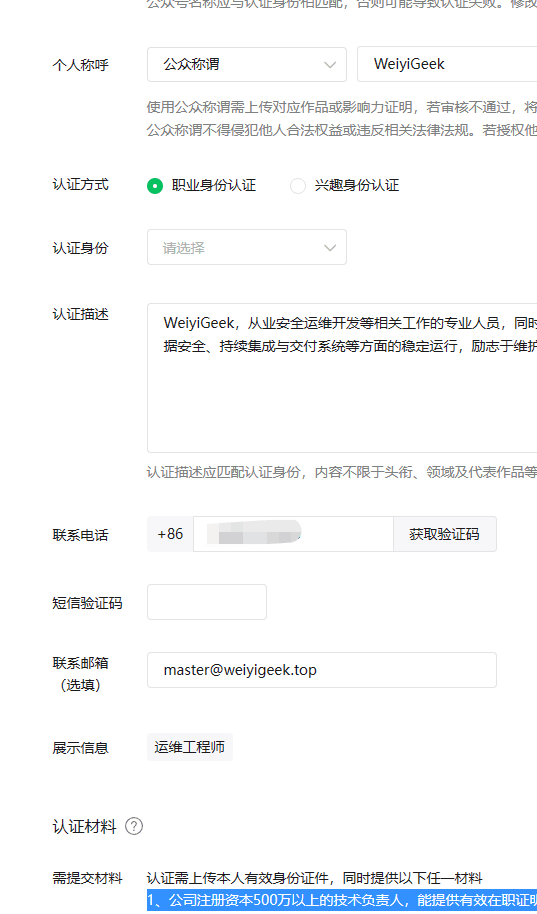 公众号名称应与认证身份相匹配，否则可能导致认证失败。修改
个人称呼 公众称谓 WeiyiGeek
使用公众称谓需上传对应作品或影响力证明，若审核不通过，将
公众称谓不得侵犯他人合法权益或违反相关法律法规。若授权他
认证方式 职业身份认证 兴趣身份认证
认证身份 请选择
认证描述 WeiyiGeek，从业安全运维开发等相关工作的专业人员，同时
据安全、持续集成与交付系统等方面的稳定运行，励志于维护
认证描述应匹配认证身份，内容不限于头衔、领域及代表作品等
联系电话 +86 获取验证码
短信验证码
联系邮箱
（选填） master@weiyigeek.top
展示信息 运维工程师
认证材料 ?
需提交材料 认证需上传本人有效身份证件，同时提供以下任一材料
1、公司注册资本500万以上的技术负责人，能提供有效在职证明